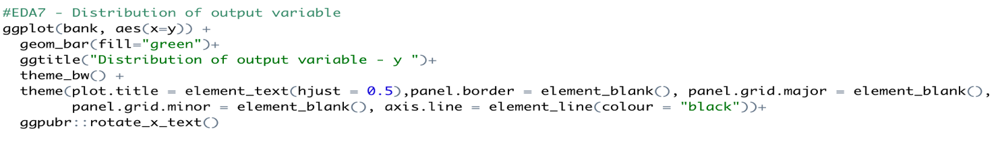 #EDA7 - Distribution of output variable
ggplot(bank, aes(x=y)) +
  geom_bar(fill="green")+
  ggtitle("Distribution of output variable - y ")+
  theme_bw() +
  theme(plot.title = element_text(hjust = 0.5),panel.border = element_blank(), panel.grid.major = element_blank(),
        panel.grid.minor = element_blank(), axis.line = element_line(colour = "black"))+
  ggpubr::rotate_x_text()